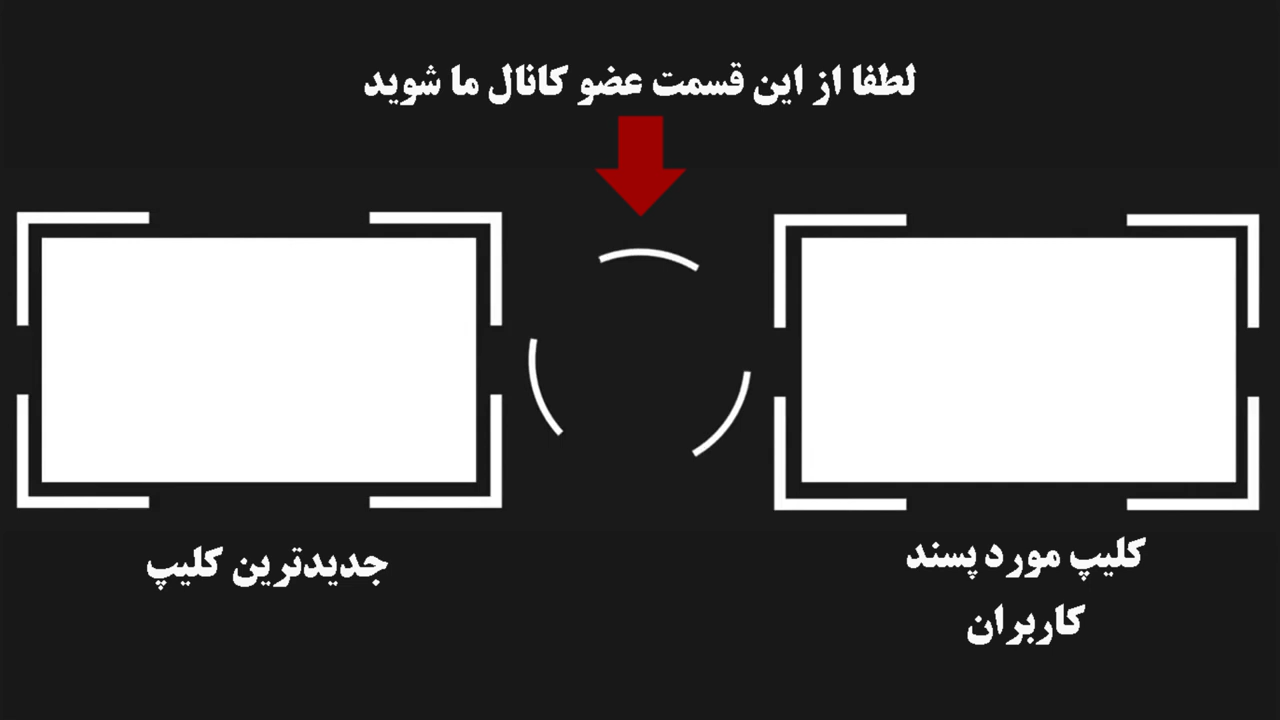 لطفا از این قسمت عضو کانال ما شوید
کلیپ مورد پسند
کاربران
جدیدترین کلیپ